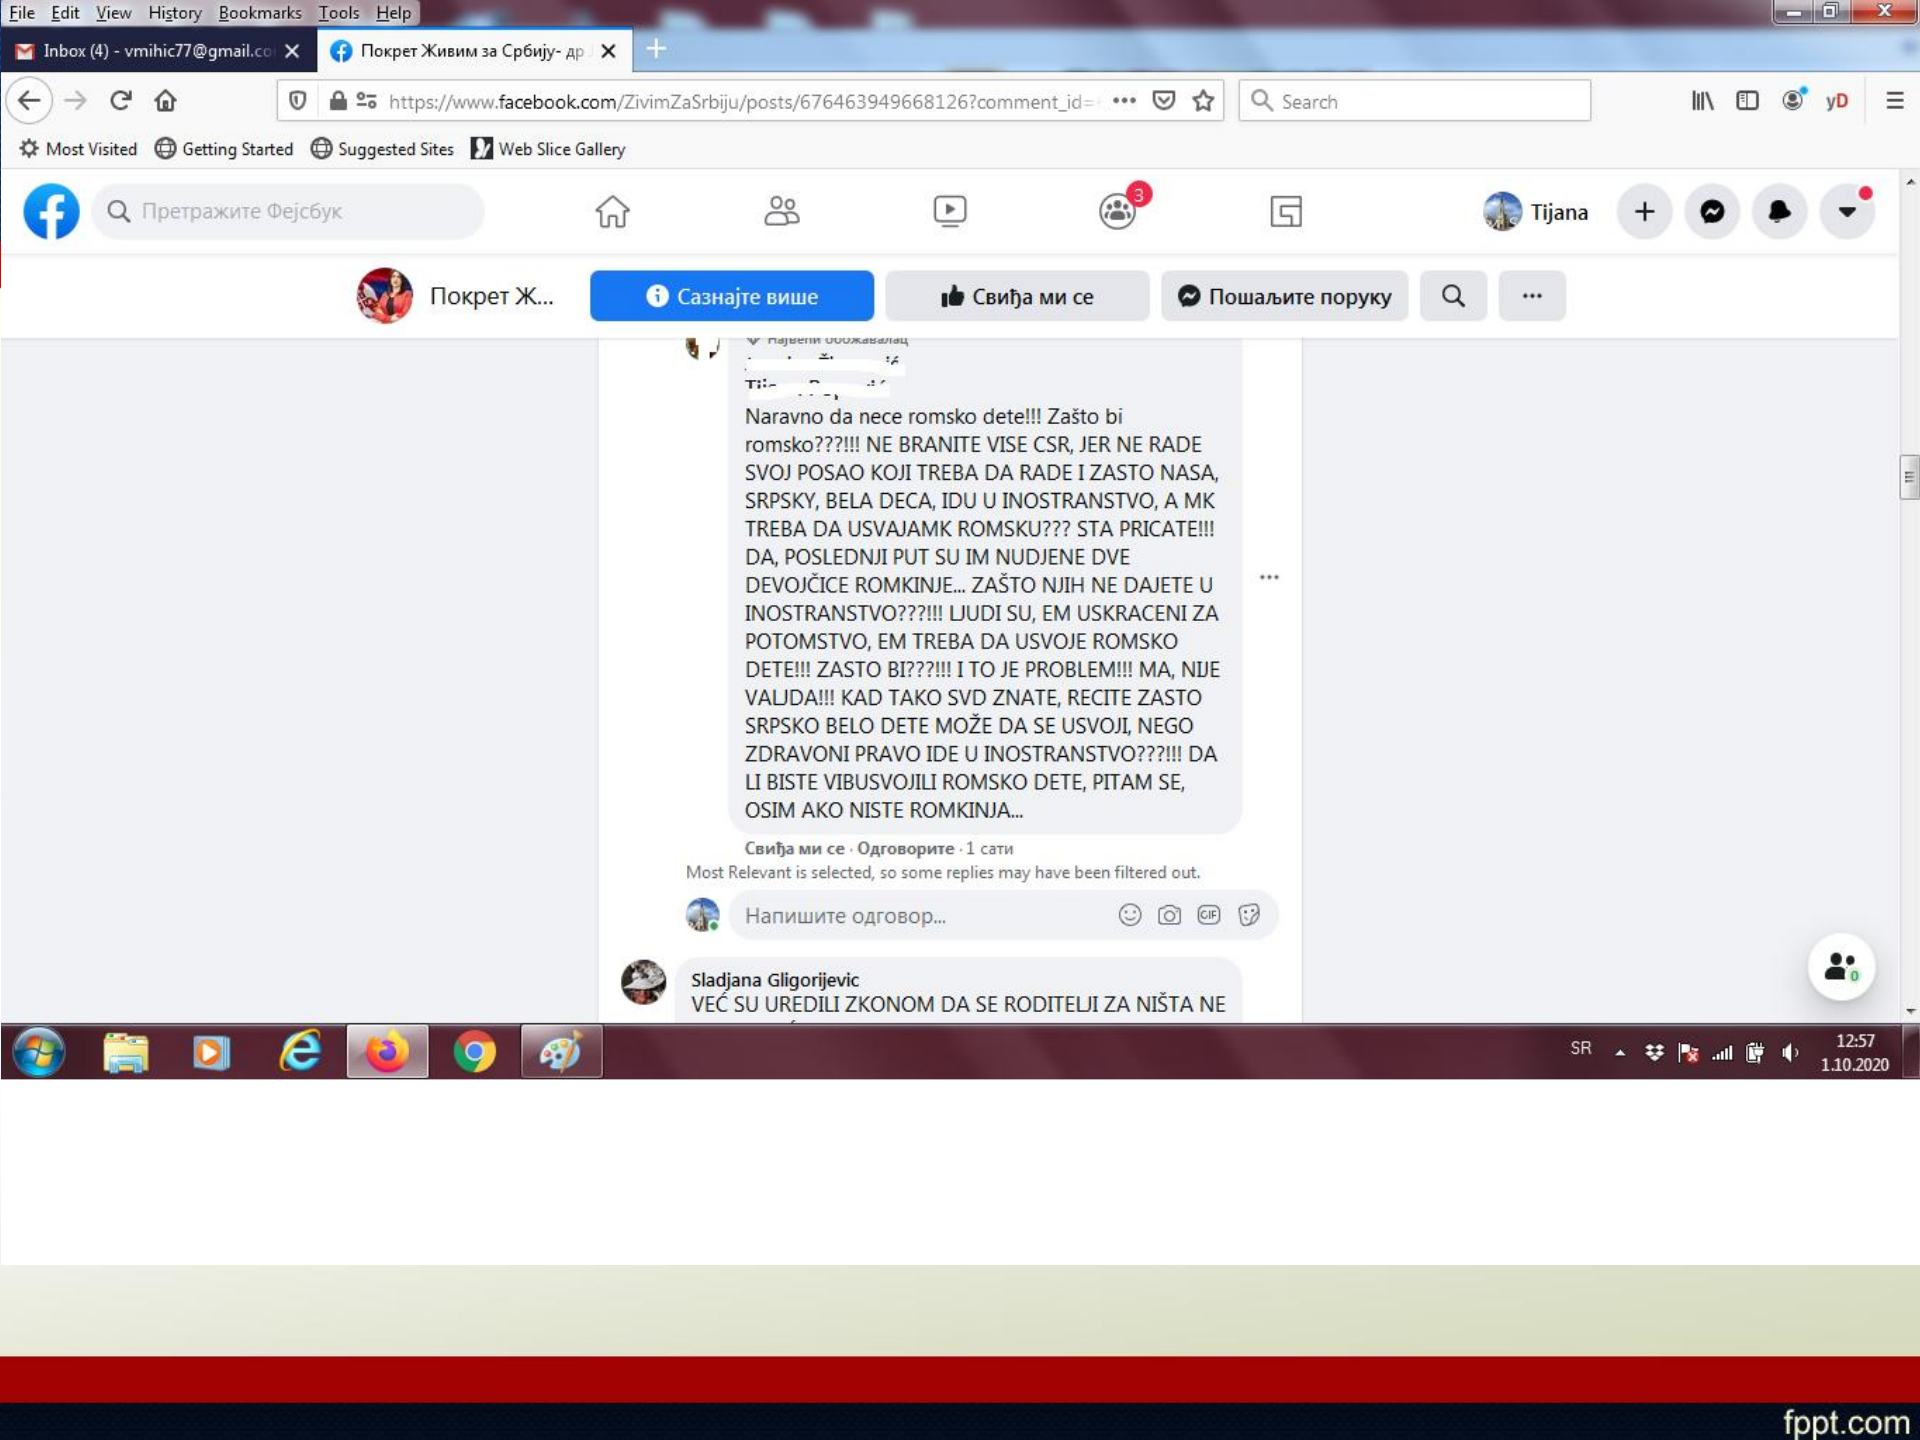 File Edit View History Bookmarks Tools Help
Inbox (4) - vmihic77@gmail.co
Покрет Живим за Србију- др
https://www.facebook.com/ZivimZaSrbiju/posts/676463949668126?comment_id=
Search
yD
Most Visited Getting Started Suggested Sites Web Slice Gallery
Претражите Фејсбук
3
Tijana
Покрет Ж...
Сазнајте више
Свиђа ми се
Пошаљите поруку
Највећи обожавалац
Naravno da nece romsko dete!!! Zašto bi
romsko???!!! NE BRANITE VISE CSR, JER NE RADE
SVOJ POSAO KOJI TREBA DA RADE I ZASTO NASA,
SRPSKY, BELA DECA, IDU U INOSTRANSTVO, A MK
TREBA DA USVAJAMK ROMSKU??? STA PRICATE!!!
DA, POSLEDNJI PUT SU IM NUDJENE DVE
DEVOJČICE ROMKINJE... ZAŠTO NJIH NE DAJETE U
INOSTRANSTVO???!!! LJUDI SU, EM USKRACENI ZA
POTOMSTVO, EM TREBA DA USVOJE ROMSKO
DETE!!! ZASTO BI???!!! I TO JE PROBLEM!!! MA, NIJE
VALJDA!!! KAD TAKO SVD ZNATE, RECITE ZASTO
SRPSKO BELO DETE MOŽE DA SE USVOJI, NEGO
ZDRAVONI PRAVO IDE U INOSTRANSTVO???!!! DA
LI BISTE VIBUSVOJILI ROMSKO DETE, PITAM SE,
OSIM AKO NISTE ROMKINJA...
Свиђа ми се · Одговорите · 1 сати
Most Relevant is selected, so some replies may have been filtered out.
Напишите одговор...
GIF
Sladjana Gligorijevic
VEĆ SU UREDILI ZKONOM DA SE RODITELJI ZA NIŠTA NE
0
SR
12:57
1.10.2020
fppt.com